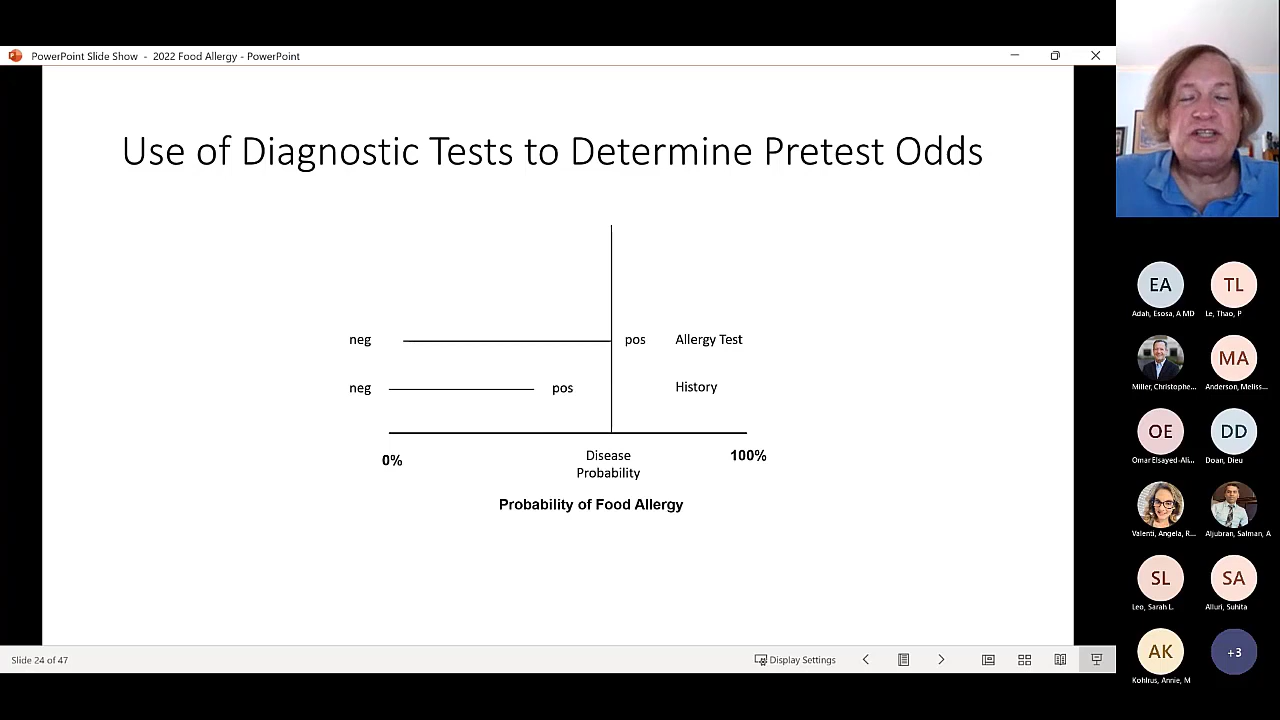 PowerPoint Slide Show - 2022 Food Allergy - PowerPoint
Use of Diagnostic Tests to Determine Pretest Odds
neg pos Allergy Test
neg pos History
0% Disease Probability 100%
Probability of Food Allergy
Slide 24 of 47
Display Settings
EA TL
Adah, Esosa, A MD Le, Thao, P
MA
Miller, Christophe... Anderson, Meliss...
OE DD
Omar Elsayed-Ali... Doan, Dieu
Valenti, Angela, R... Aljubran, Salman, A
SL SA
Leo, Sarah L. Alluri, Suhita
AK +3
Kohlrus, Annie, M